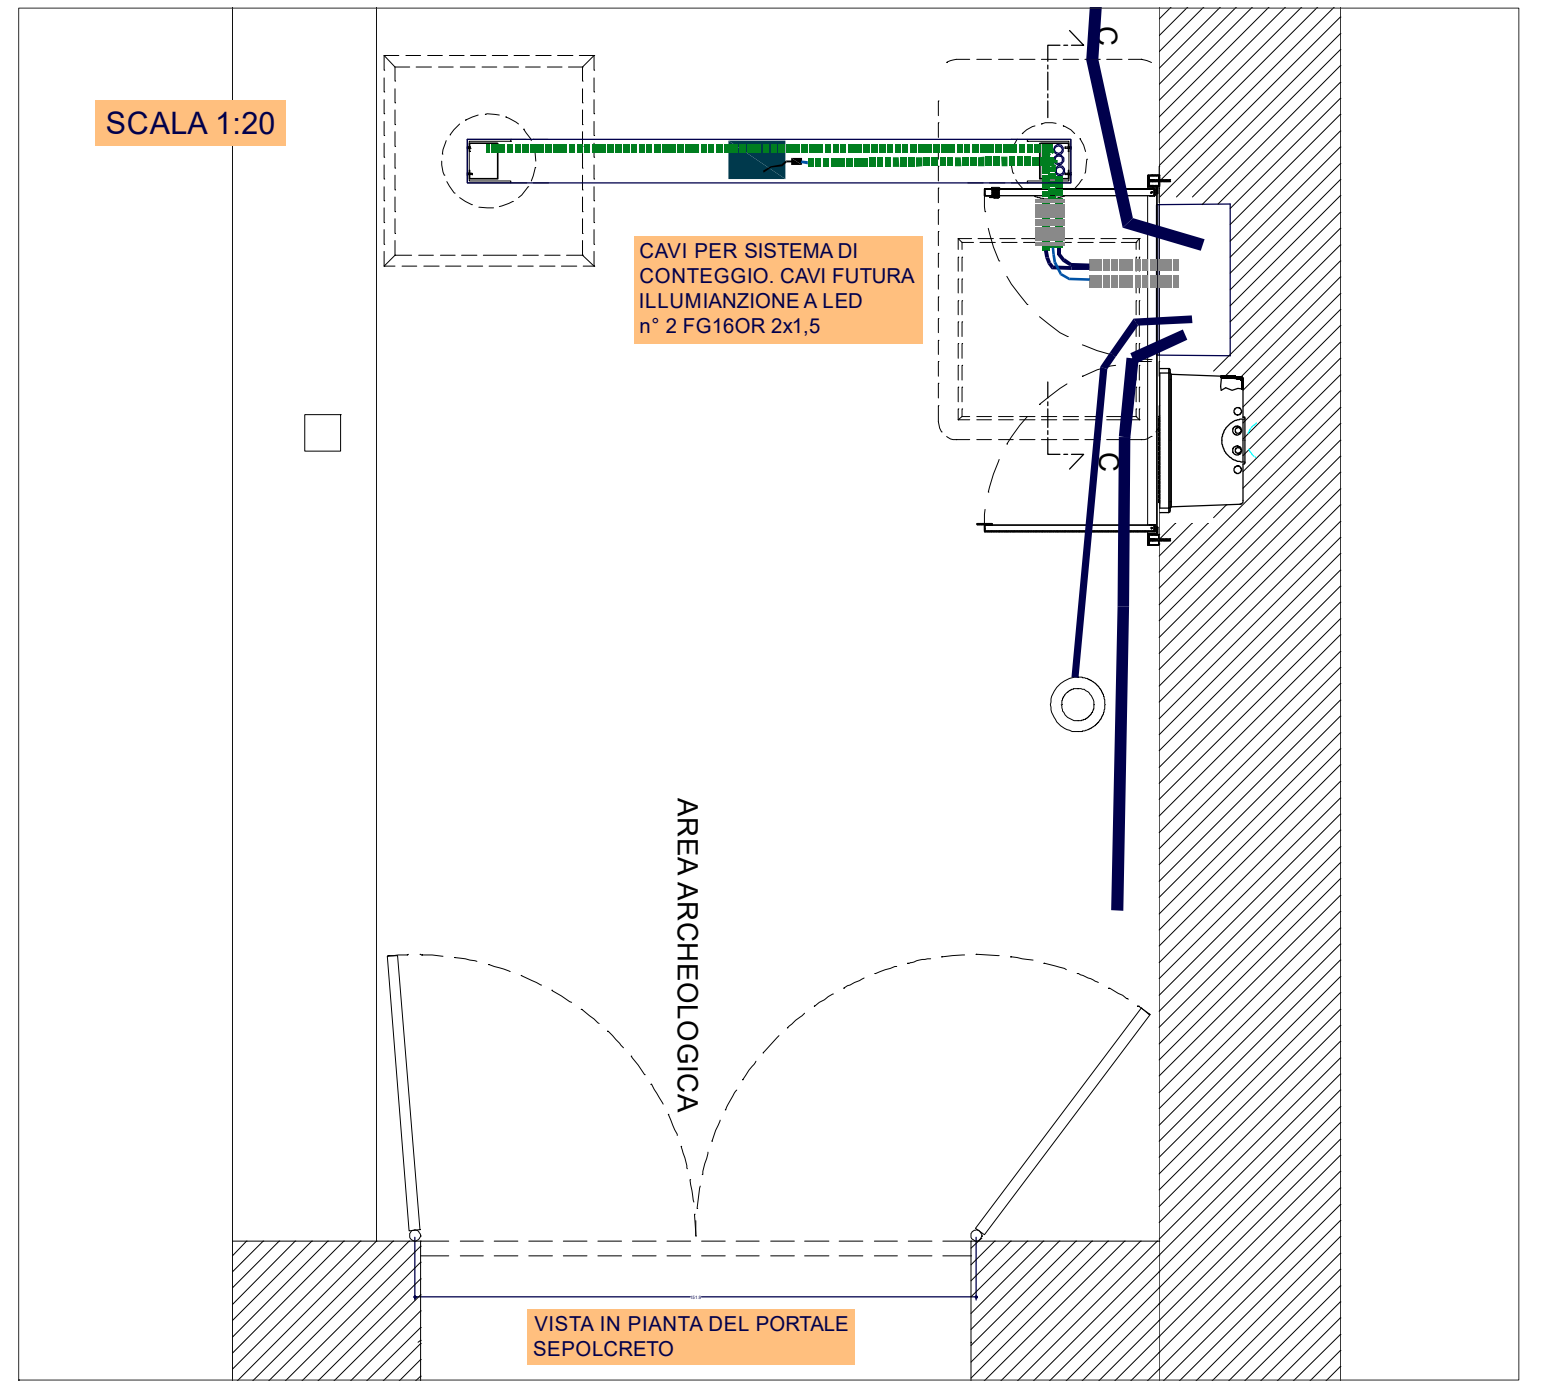 C
SCALA 1:20
CAVI PER SISTEMA DI
CONTEGGIO. CAVI FUTURA
ILLUMIANZIONE A LED
n° 2 FG16OR 2x1,5
C
AREA ARCHEOLOGICA
VISTA IN PIANTA DEL PORTALE
SEPOLCRETO